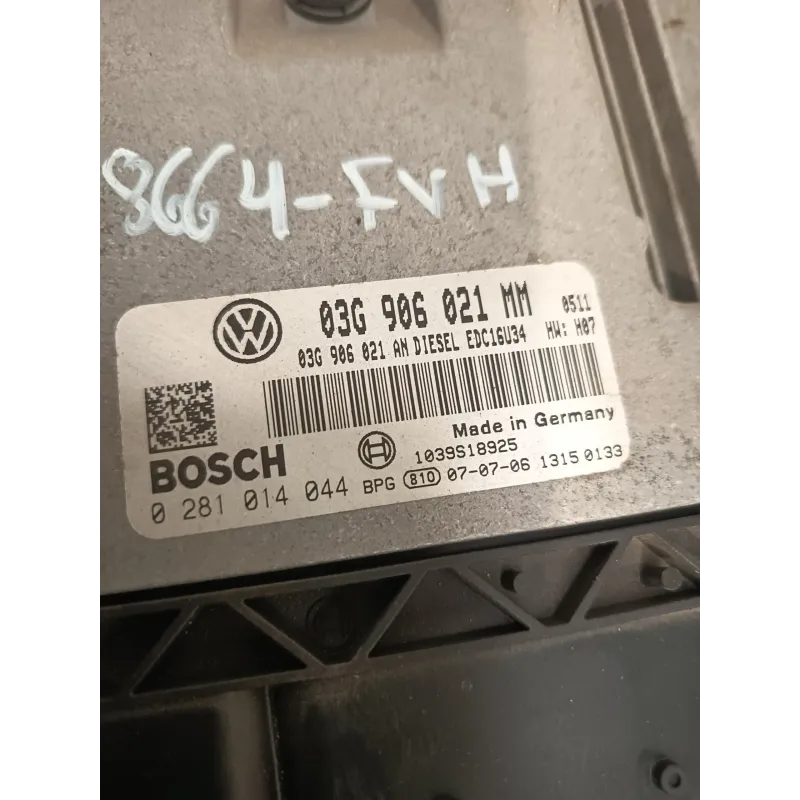 8664-FVH
03G 906 021 MM 0511
03G 906 021 AN DIESEL EDC16U34 HW: H07
Made in Germany
BOSCH 1039S18925
0 281 014 044 BPG 810 07-07-06 1315 0133